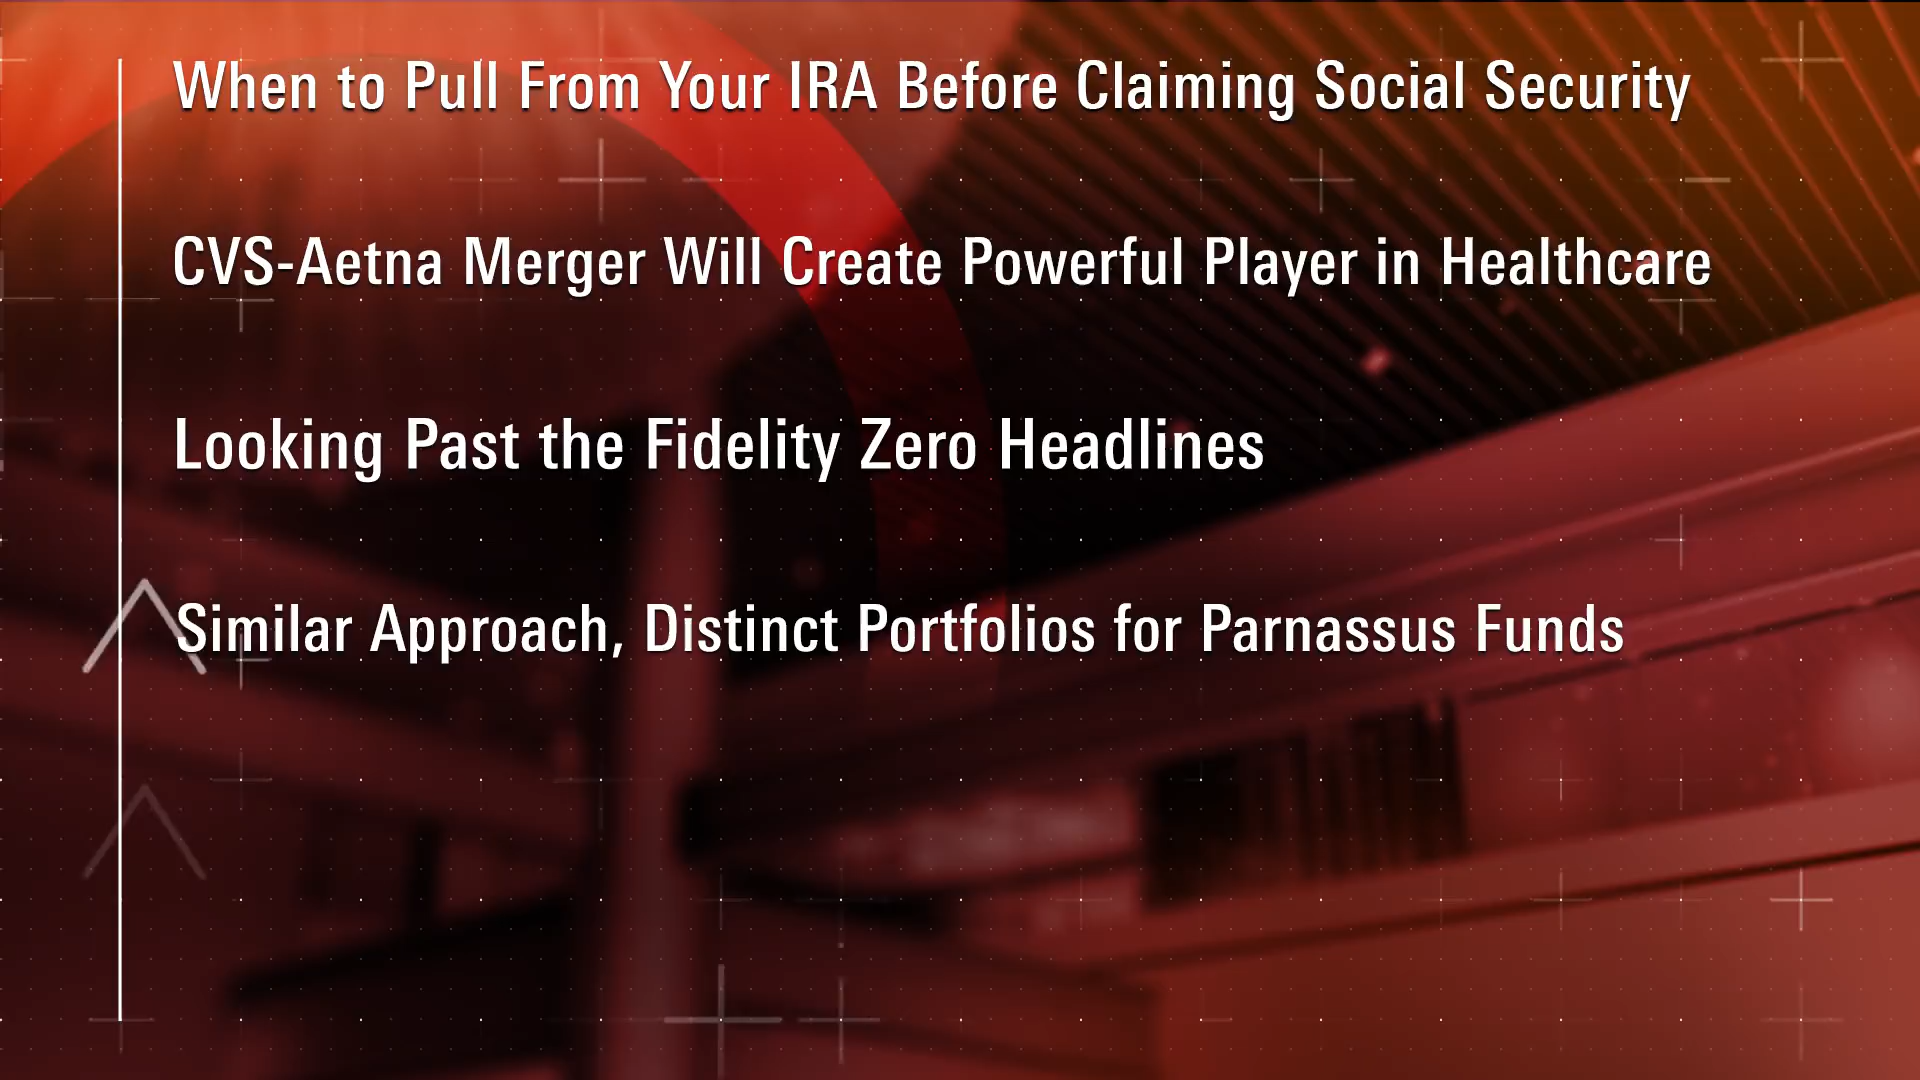 When to Pull From Your IRA Before Claiming Social Security
CVS-Aetna Merger Will Create Powerful Player in Healthcare
Looking Past the Fidelity Zero Headlines
Similar Approach, Distinct Portfolios for Parnassus Funds